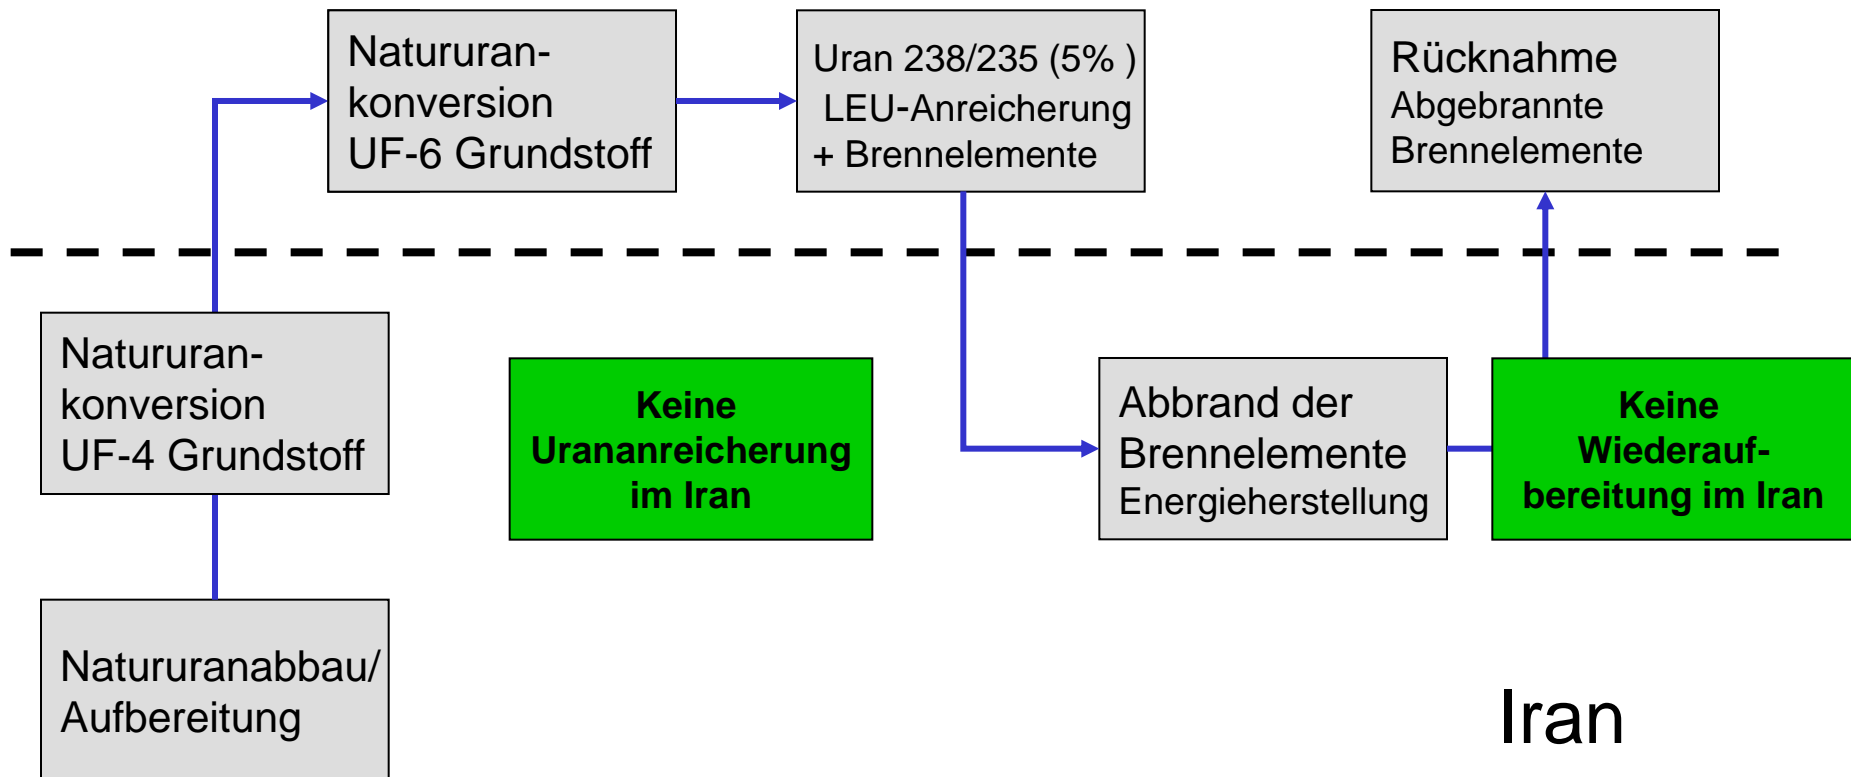 Natururan-
konversion
UF-6 Grundstoff
Uran 238/235 (5% )
LEU-Anreicherung
+ Brennelemente
Rücknahme
Abgebrannte
Brennelemente
Natururan-
konversion
UF-4 Grundstoff
Keine
Urananreicherung
im Iran
Abbrand der
Brennelemente
Energieherstellung
Keine
Wiederauf-
bereitung im Iran
Natururanabbau/
Aufbereitung
Iran